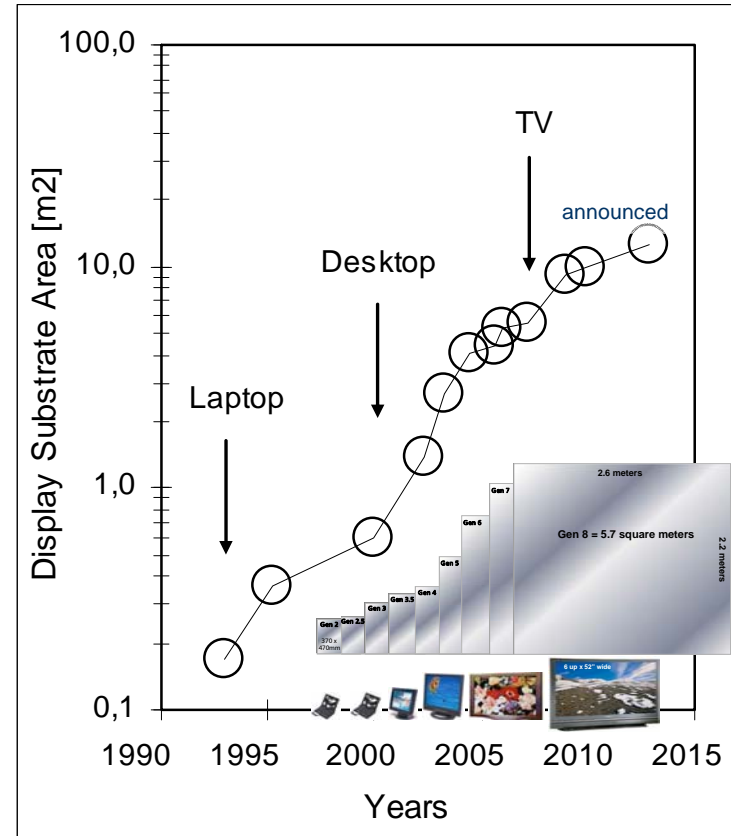 100,0
TV
announced
Desktop
10,0
Laptop
Display Substrate Area [m2]
1,0
2.6 meters
Gen 7
Gen 8 = 5.7 square meters
2.2 meters
Gen 6
Gen 5
Gen 4
Gen 3.5
Gen 3
Gen 2.5
Gen 2
370 x
470mm
6 up x 52" wide
0,1
1990 1995 2000 2005 2010 2015
Years